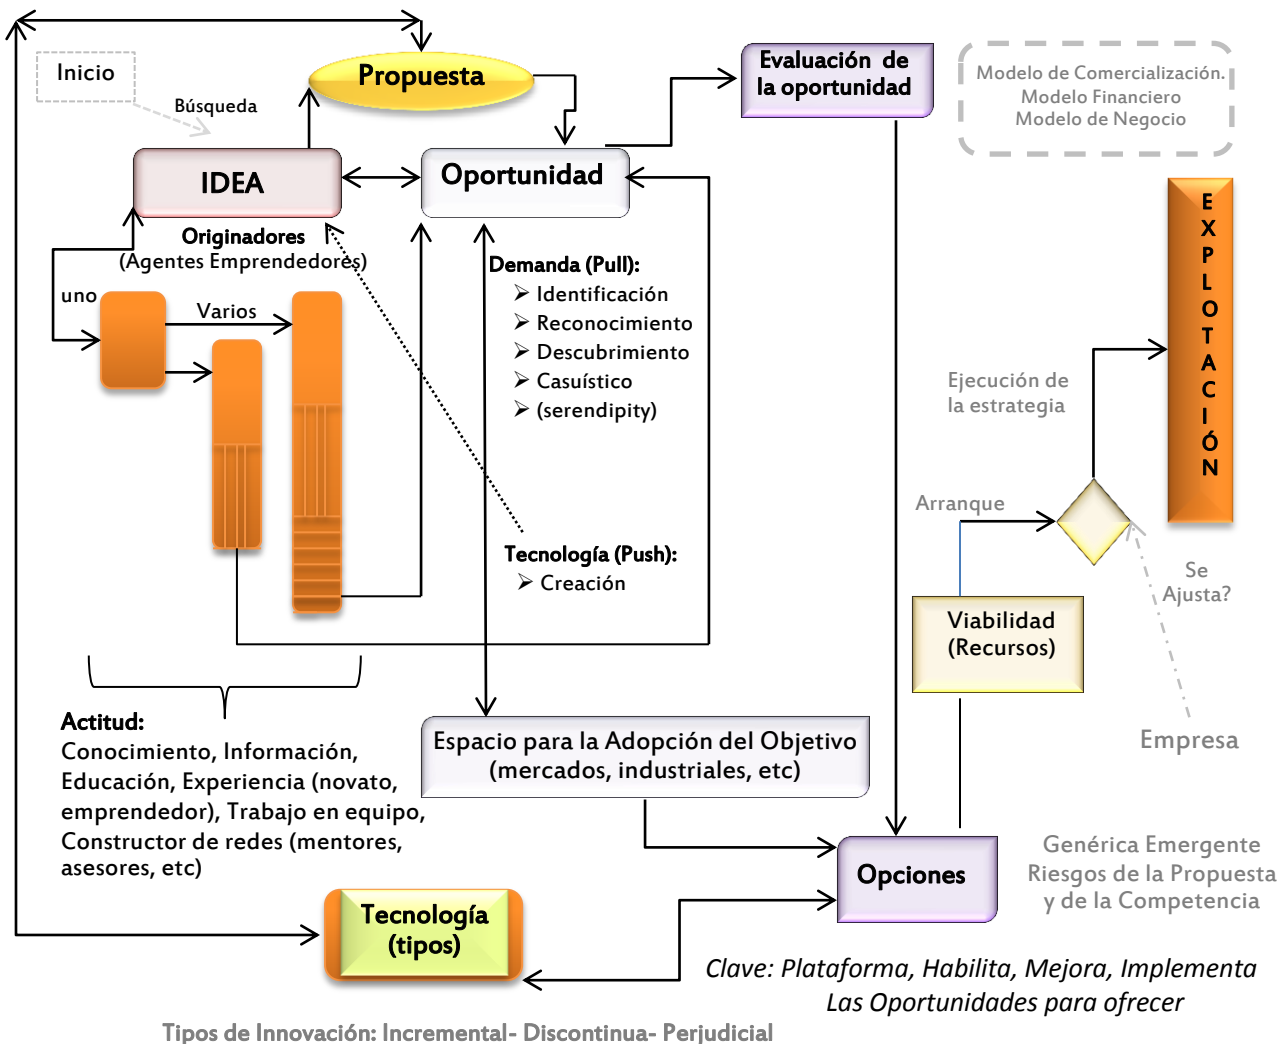 Inicio
Búsqueda
Propuesta
Evaluación de
la oportunidad
Modelo de Comercialización.
Modelo Financiero
Modelo de Negocio
IDEA
Oportunidad
Originadores
(Agentes Emprendedores)
uno
Varios
Demanda (Pull):
➢ Identificación
➢ Reconocimiento
➢ Descubrimiento
➢ Casuístico
➢ (serendipity)
Tecnología (Push):
➢ Creación
EXPLOTACIÓN
Ejecución de
la estrategia
Arranque
Se
Ajusta?
Viabilidad
(Recursos)
Empresa
Actitud:
Conocimiento, Información,
Educación, Experiencia (novato,
emprendedor), Trabajo en equipo,
Constructor de redes (mentores,
asesores, etc)
Espacio para la Adopción del Objetivo
(mercados, industriales, etc)
Opciones
Genérica Emergente
Riesgos de la Propuesta
y de la Competencia
Tecnología
(tipos)
Clave: Plataforma, Habilita, Mejora, Implementa
Las Oportunidades para ofrecer
Tipos de Innovación: Incremental- Discontinua- Perjudicial